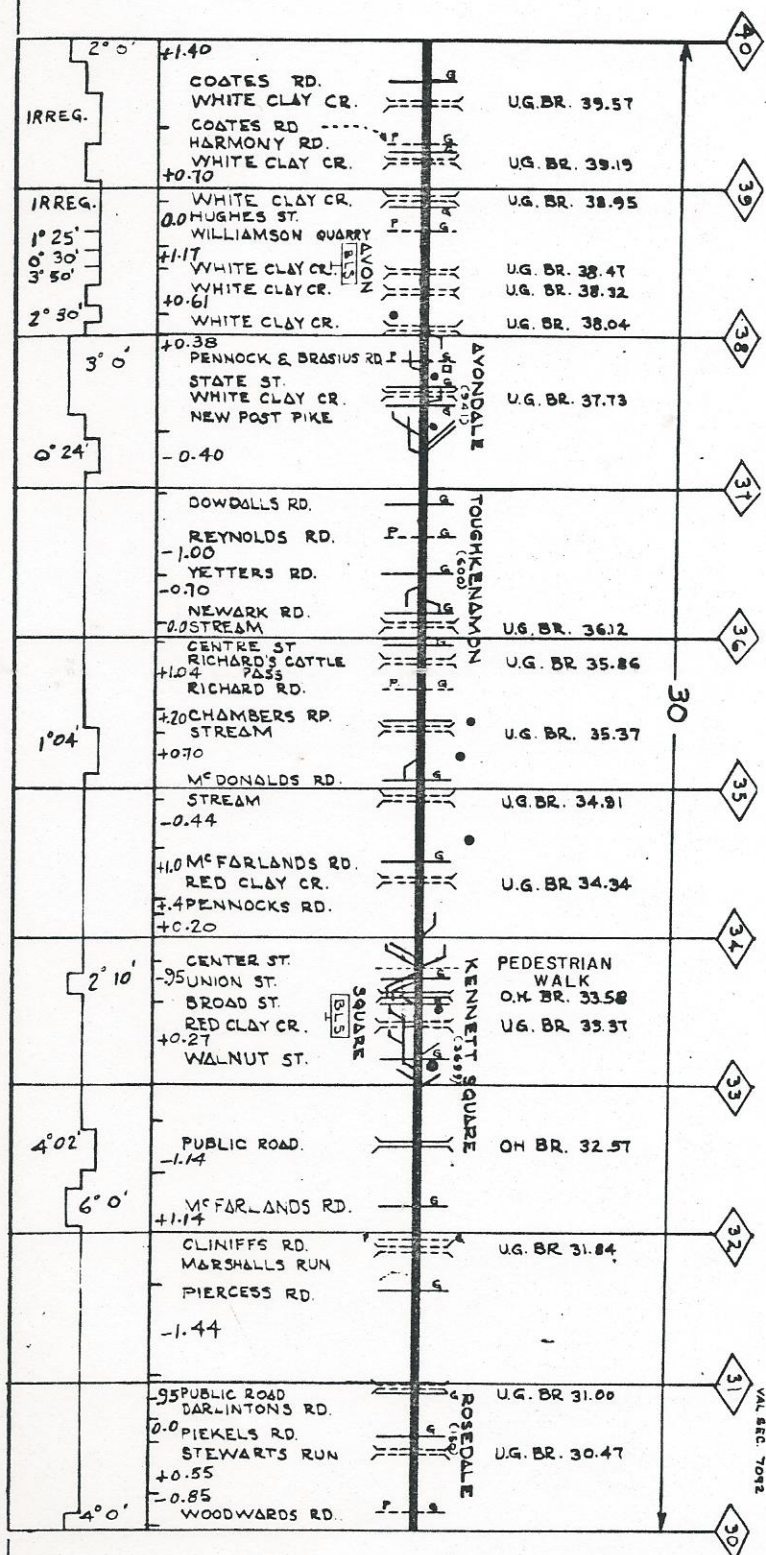 40
2° 0'
+1.40
COATES RD. G
WHITE CLAY CR. U.G. BR. 39.57
IRREG.
COATES RD P G
HARMONY RD.
WHITE CLAY CR. U.G. BR. 39.19
+0.70
39
IRREG. WHITE CLAY CR. U.G. BR. 38.95
0.0 HUGHES ST. G
1° 25' WILLIAMSON QUARRY P G
0° 30' +1.17
AVON
BLS
3° 50' WHITE CLAY CR. U.G. BR. 38.47
WHITE CLAY CR. U.G. BR. 38.32
+0.61
2° 30' WHITE CLAY CR. U.G. BR. 38.04
38
+0.38
3° 0' PENNOCK & BRASIUS RD P
AVONDALE
(941)
STATE ST.
WHITE CLAY CR. U.G. BR. 37.73
NEW POST PIKE G
0° 24' -0.40
37
DOWDALLS RD. G
TOUGHKENAMON
(600)
REYNOLDS RD. P G
-1.00
YETTERS RD. G
-0.70
NEWARK RD. G
0.0 STREAM U.G. BR. 36.12
36
CENTRE ST
RICHARD'S CATTLE PASS U.G. BR 35.86
+1.04
RICHARD RD. P G
30
+.20 CHAMBERS RD.
STREAM U.G. BR. 35.37
1°04' +070
McDONALDS RD. G
35
STREAM U.G. BR. 34.91
-0.44
+1.0 McFARLANDS RD. G
RED CLAY CR. U.G. BR 34.34
+.4 PENNOCKS RD.
+0.20
34
CENTER ST. PEDESTRIAN WALK
2° 10' -.95 UNION ST. G
BROAD ST. O.H. BR. 33.58
KENNETT SQUARE
(3699)
SQUARE
BLS
RED CLAY CR. U.G. BR. 33.37
+0.27
WALNUT ST. G
33
4°02' PUBLIC ROAD. OH BR. 32.57
-1.14
6° 0' McFARLANDS RD. G
+1.14
32
CLINIFFS RD. P G
MARSHALLS RUN U.G. BR 31.84
PIERCESS RD. G
-1.44
31
VAL SEC. 7092
-.95 PUBLIC ROAD U.G. BR 31.00
DARLINTONS RD. G
0.0 PIEKELS RD. G
ROSEDALE
(150)
STEWARTS RUN U.G. BR. 30.47
+0.55
-0.85
4° 0' WOODWARDS RD. P G
30